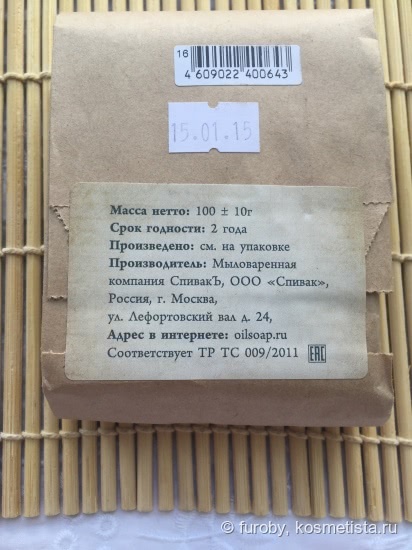 16
4 609022 400643
15.01.15
Масса нетто: 100 ± 10г
Срок годности: 2 года
Произведено: см. на упаковке
Производитель: Мыловаренная
компания СпивакЪ, ООО «Спивак»,
Россия, г. Москва,
ул. Лефортовский вал д. 24,
Адрес в интернете: oilsoap.ru
Соответствует ТР ТС 009/2011 EAC
© furoby, kosmetista.ru